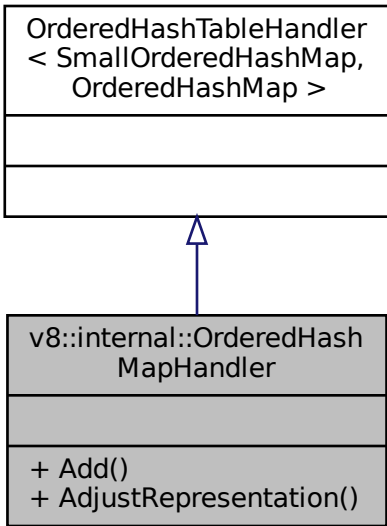 OrderedHashTableHandler
< SmallOrderedHashMap,
OrderedHashMap >
v8::internal::OrderedHash
MapHandler
+ Add()
+ AdjustRepresentation()